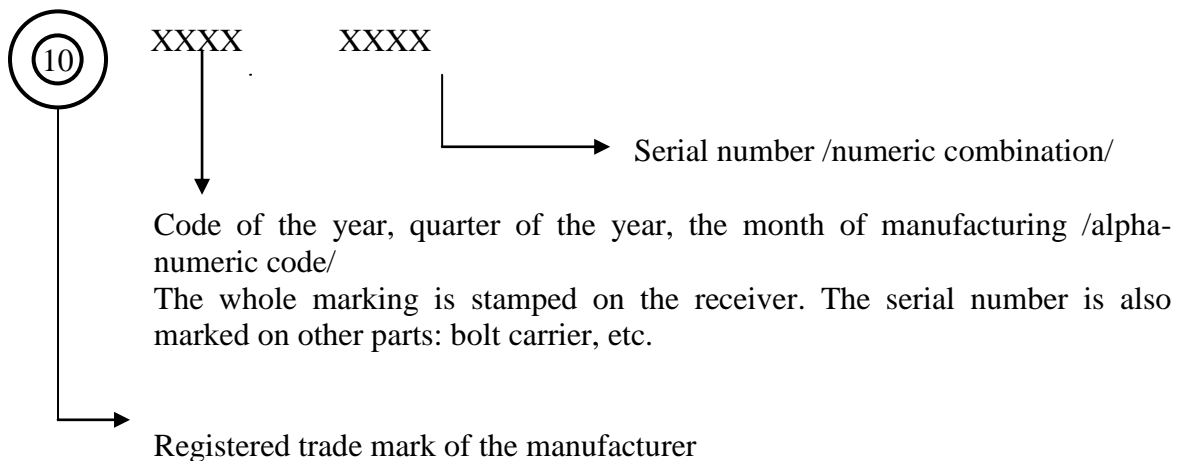 10 XXXX XXXX
Serial number /numeric combination/
Code of the year, quarter of the year, the month of manufacturing /alpha-
numeric code/
The whole marking is stamped on the receiver. The serial number is also
marked on other parts: bolt carrier, etc.
Registered trade mark of the manufacturer